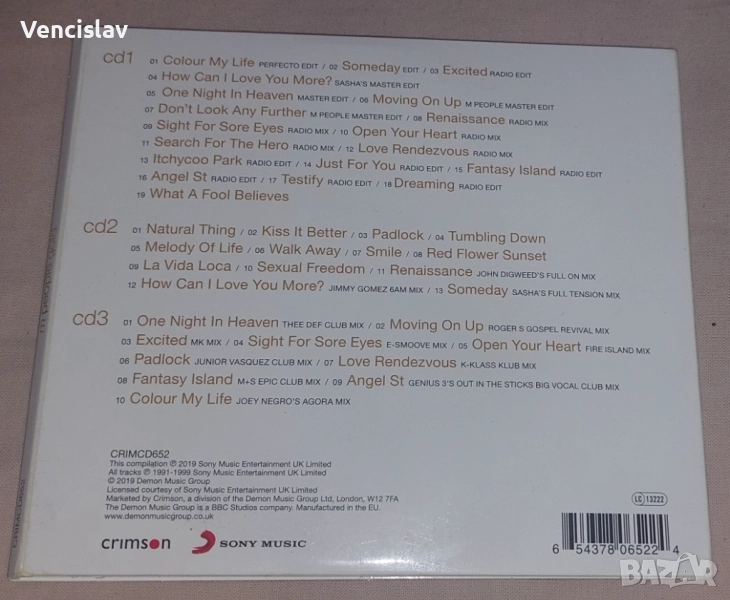 Vencislav
cd1 01 Colour My Life PERFECTO EDIT / 02 Someday EDIT / 03 Excited RADIO EDIT
04 How Can I Love You More? SASHA'S MASTER EDIT
05 One Night In Heaven MASTER EDIT / 06 Moving On Up M PEOPLE MASTER EDIT
07 Don't Look Any Further M PEOPLE MASTER EDIT / 08 Renaissance RADIO MIX
09 Sight For Sore Eyes RADIO MIX / 10 Open Your Heart RADIO MIX
11 Search For The Hero RADIO MIX / 12 Love Rendezvous RADIO MIX
13 Itchycoo Park RADIO EDIT / 14 Just For You RADIO EDIT / 15 Fantasy Island RADIO EDIT
16 Angel St RADIO EDIT / 17 Testify RADIO EDIT / 18 Dreaming RADIO EDIT
19 What A Fool Believes
cd2 01 Natural Thing / 02 Kiss It Better / 03 Padlock / 04 Tumbling Down
05 Melody Of Life / 06 Walk Away / 07 Smile / 08 Red Flower Sunset
09 La Vida Loca / 10 Sexual Freedom / 11 Renaissance JOHN DIGWEED'S FULL ON MIX
12 How Can I Love You More? JIMMY GOMEZ 6AM MIX / 13 Someday SASHA'S FULL TENSION MIX
cd3 01 One Night In Heaven THEE DEF CLUB MIX / 02 Moving On Up ROGER S GOSPEL REVIVAL MIX
03 Excited MK MIX / 04 Sight For Sore Eyes E-SMOOVE MIX / 05 Open Your Heart FIRE ISLAND MIX
06 Padlock JUNIOR VASQUEZ CLUB MIX / 07 Love Rendezvous K-KLASS KLUB MIX
08 Fantasy Island M+S EPIC CLUB MIX / 09 Angel St GENIUS 3'S OUT IN THE STICKS BIG VOCAL CLUB MIX
10 Colour My Life JOEY NEGRO'S AGORA MIX
CRIMCD652
This compilation ℗ 2019 Sony Music Entertainment UK Limited
All tracks ℗ 1991-1999 Sony Music Entertainment UK Limited
© 2019 Demon Music Group
Licensed courtesy of Sony Music Entertainment UK Limited
Marketed by Crimson, a division of the Demon Music Group Ltd, London, W12 7FA
The Demon Music Group is a BBC Studios company. Manufactured in the EU.
www.demonmusicgroup.co.uk
LC 13222
crimson SONY MUSIC
6 54378 06522 4
CRIMCD652
BAZAR